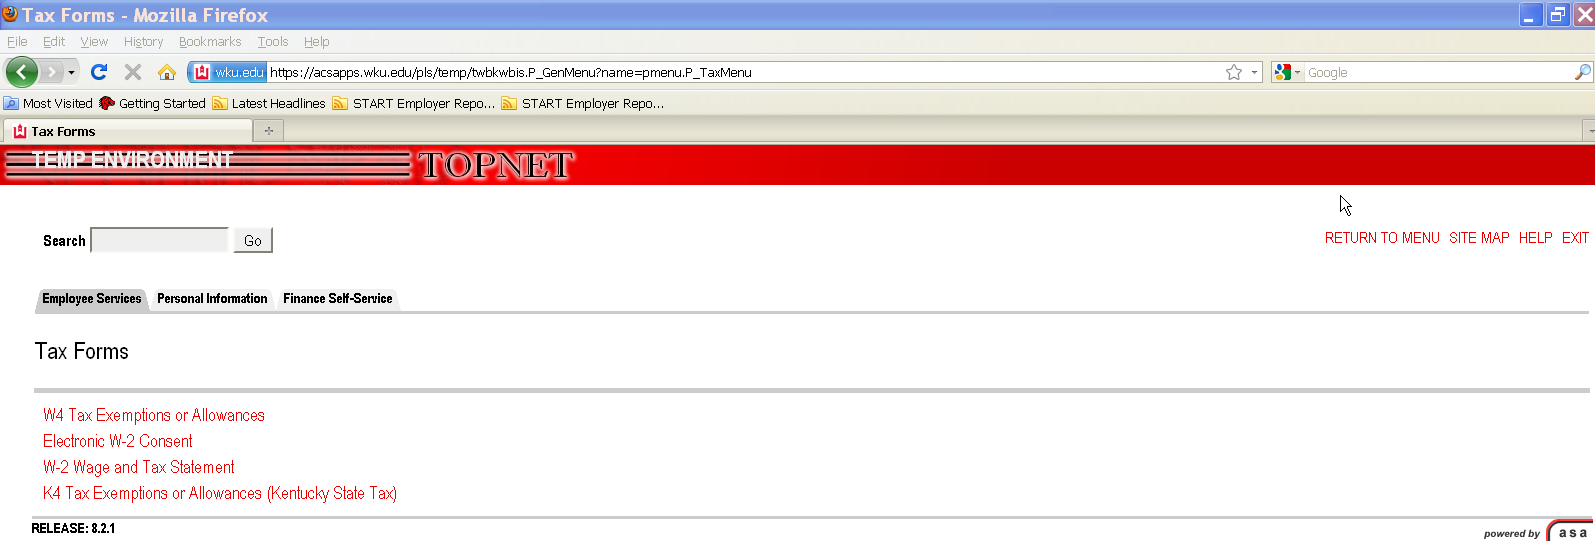 Tax Forms - Mozilla Firefox
File Edit View History Bookmarks Tools Help
wku.edu https://acsapps.wku.edu/pls/temp/twbkwbis.P_GenMenu?name=pmenu.P_TaxMenu Google
Most Visited Getting Started Latest Headlines START Employer Repo... START Employer Repo...
Tax Forms
TEMP ENVIRONMENT TOPNET
Search Go RETURN TO MENU SITE MAP HELP EXIT
Employee Services Personal Information Finance Self-Service
Tax Forms
W4 Tax Exemptions or Allowances
Electronic W-2 Consent
W-2 Wage and Tax Statement
K4 Tax Exemptions or Allowances (Kentucky State Tax)
RELEASE: 8.2.1
powered by asa